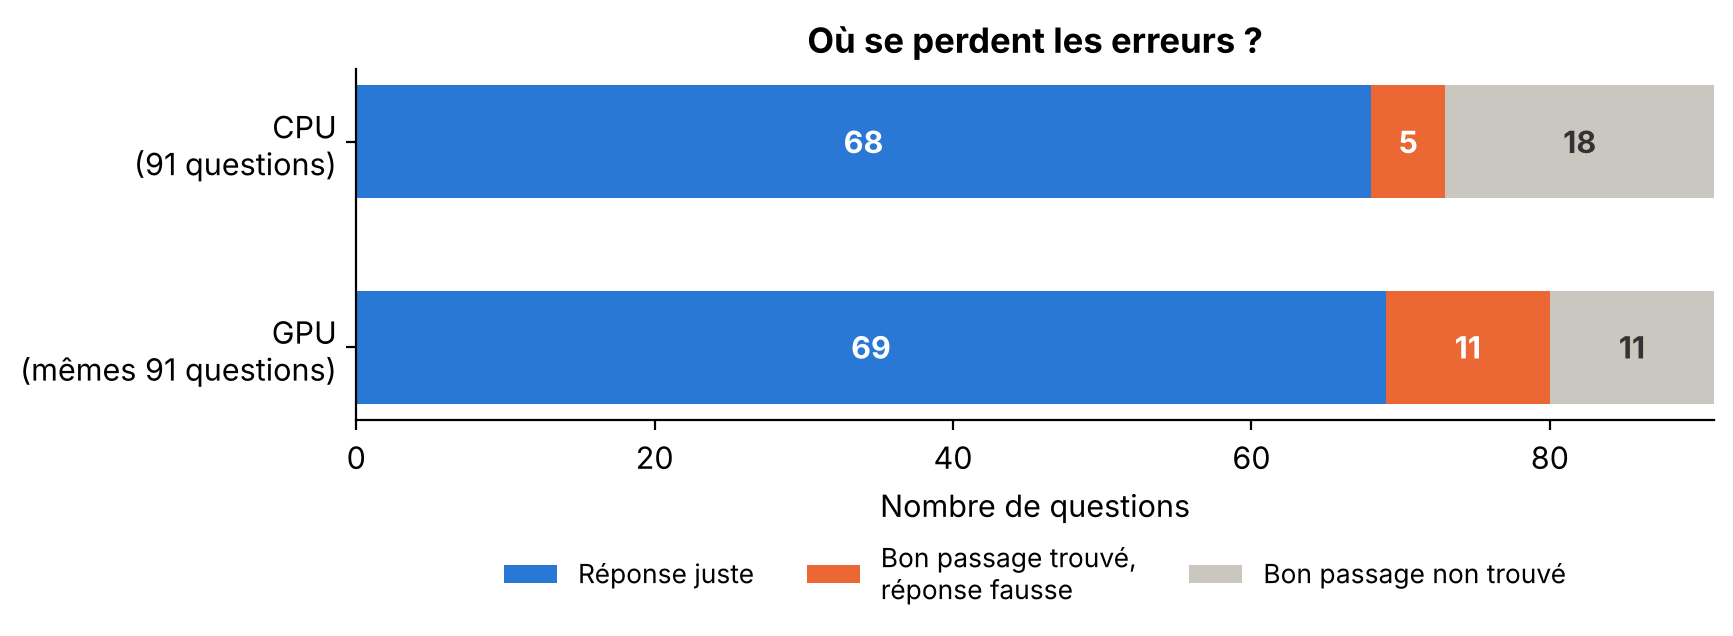 Où se perdent les erreurs ?
CPU
(91 questions)
68
5
18
GPU
(mêmes 91 questions)
69
11
11
0
20
40
60
80
Nombre de questions
Réponse juste
Bon passage trouvé,
réponse fausse
Bon passage non trouvé